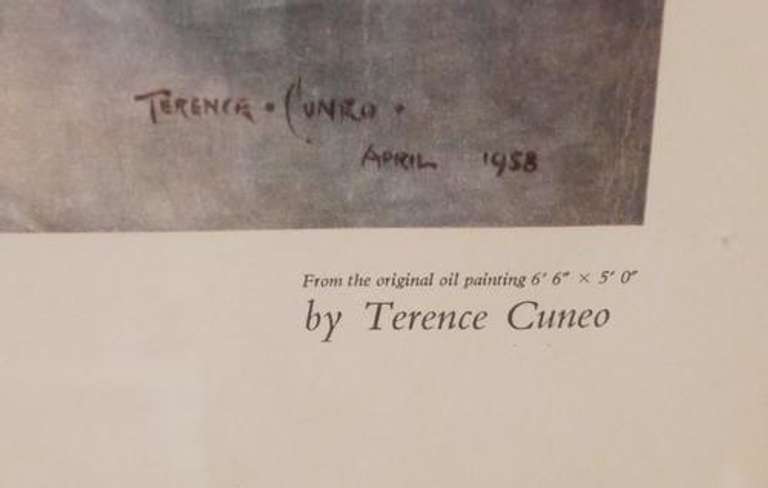 TERENCE · CUNEO ·
APRIL 1958
From the original oil painting 6' 6" × 5' 0"
by Terence Cuneo